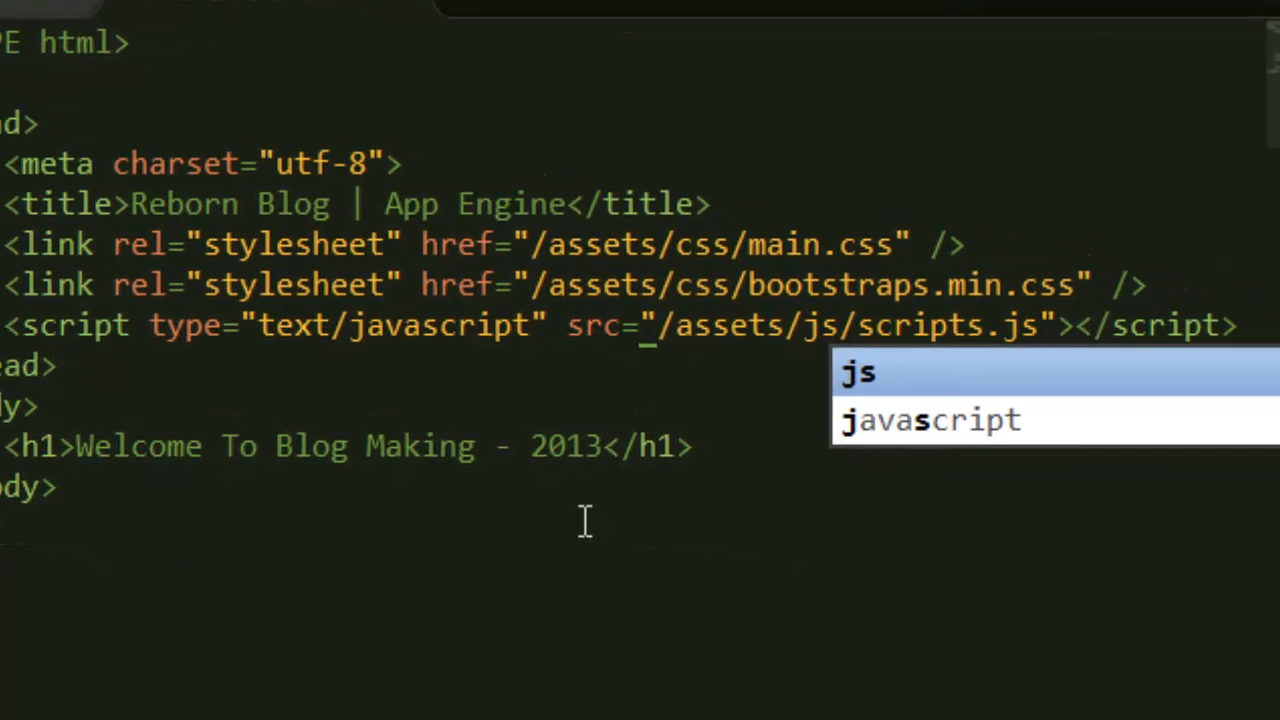 PE html>
ad>
<meta charset="utf-8">
<title>Reborn Blog | App Engine</title>
<link rel="stylesheet" href="/assets/css/main.css" />
<link rel="stylesheet" href="/assets/css/bootstraps.min.css" />
<script type="text/javascript" src="/assets/js/scripts.js"></script>
ead>
js
dy>
javascript
<h1>Welcome To Blog Making - 2013</h1>
ody>